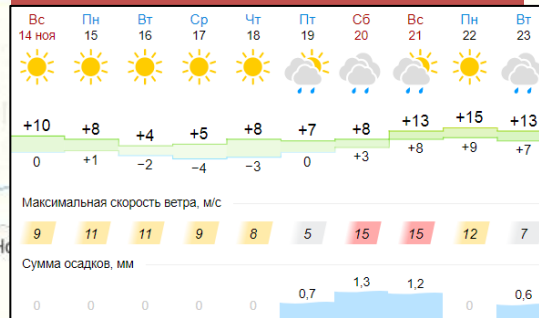 Вс Пн Вт Ср Чт Пт Сб Вс Пн Вт
14 ноя 15 16 17 18 19 20 21 22 23
+10 +8 +4 +5 +8 +7 +8 +13 +15 +13
0 +1 −2 −4 −3 0 +3 +8 +9 +7
Максимальная скорость ветра, м/с
9 11 11 9 8 5 15 15 12 7
Сумма осадков, мм
0 0 0 0 0 0,7 1,3 1,2 0 0,6